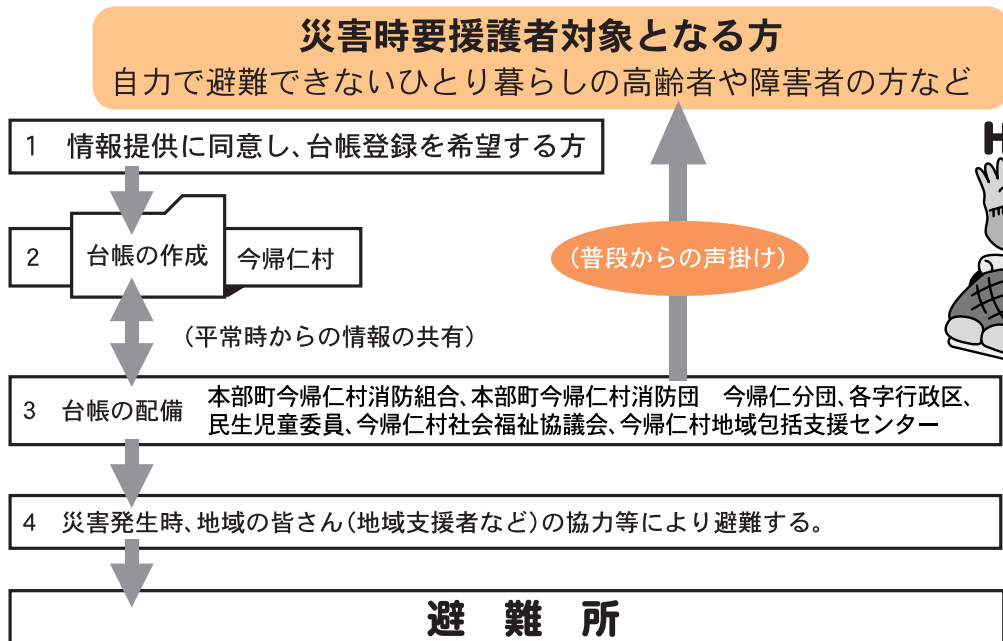 災害時要援護者対象となる方
自力で避難できないひとり暮らしの高齢者や障害者の方など
1 情報提供に同意し、台帳登録を希望する方
2 台帳の作成 今帰仁村
(普段からの声掛け)
(平常時からの情報の共有)
3 台帳の配備 本部町今帰仁村消防組合、本部町今帰仁村消防団 今帰仁分団、各字行政区、
民生児童委員、今帰仁村社会福祉協議会、今帰仁村地域包括支援センター
4 災害発生時、地域の皆さん(地域支援者など)の協力等により避難する。
避 難 所